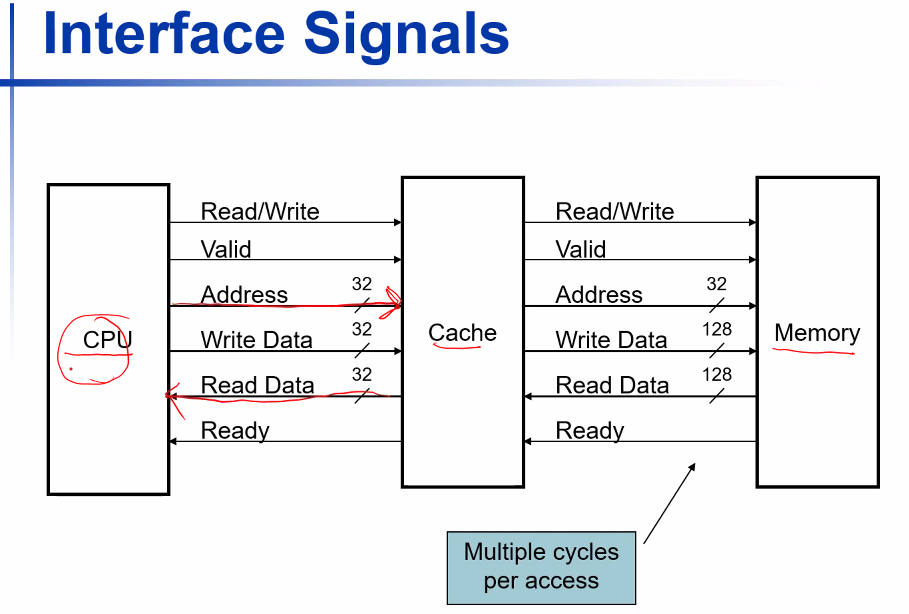 Interface Signals
Read/Write
Valid
Address
32
Write Data
32
Read Data
32
Ready
CPU
Cache
Read/Write
Valid
Address
32
Write Data
128
Read Data
128
Ready
Memory
Multiple cycles
per access